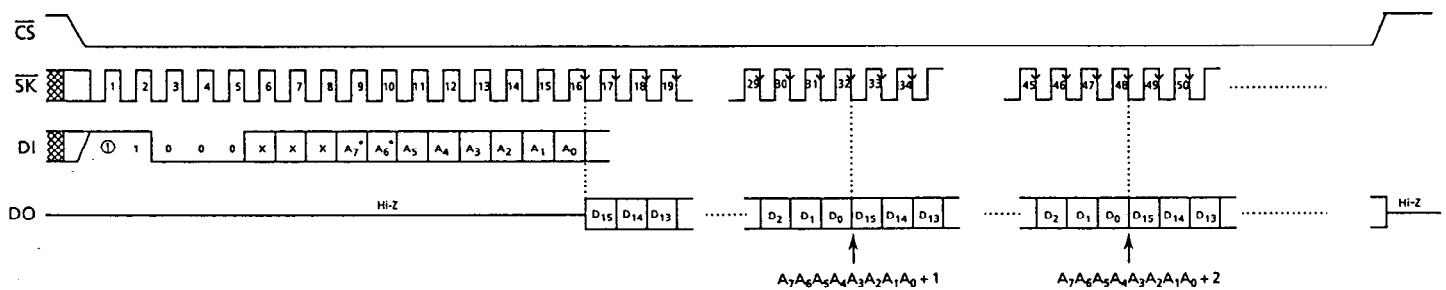 CS
SK 1 2 3 4 5 6 7 8 9 10 11 12 13 14 15 16 17 18 19 29 30 31 32 33 34 45 46 47 48 49 50
DI ① 1 0 0 0 X X X A7* A6* A5 A4 A3 A2 A1 A0
DO Hi-Z D15 D14 D13 D2 D1 D0 D15 D14 D13 D2 D1 D0 D15 D14 D13 Hi-Z
A7A6A5A4A3A2A1A0 + 1 A7A6A5A4A3A2A1A0 + 2